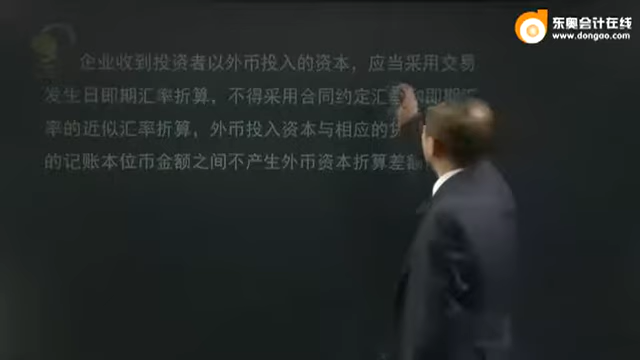 东奥会计在线
www.dongao.com
企业收到投资者以外币投入的资本，应当采用交易
发生日即期汇率折算，不得采用合同约定汇
即期汇
率的近似汇率折算，外币投入资本与相应的
的记账本位币金额之间不产生外币资本折算差